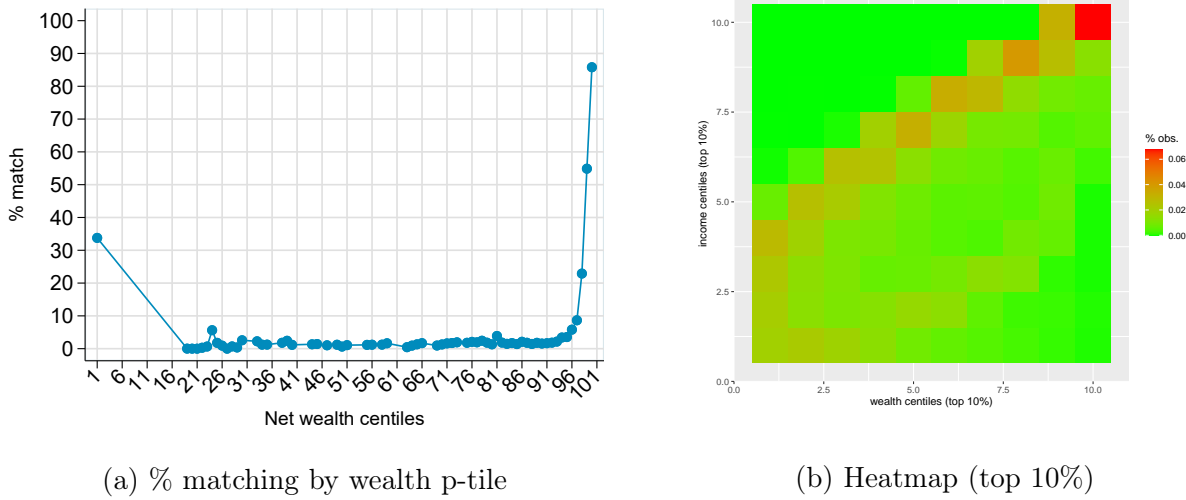 100
90
80
70
60
50
40
30
20
10
0
% match
1 6 11 16 21 26 31 36 41 46 51 56 61 66 71 76 81 86 91 96 101
Net wealth centiles
(a) % matching by wealth p-tile
10.0
7.5
5.0
2.5
0.0
income centiles (top 10%)
0.0 2.5 5.0 7.5 10.0
wealth centiles (top 10%)
% obs.
0.06
0.04
0.02
0.00
(b) Heatmap (top 10%)